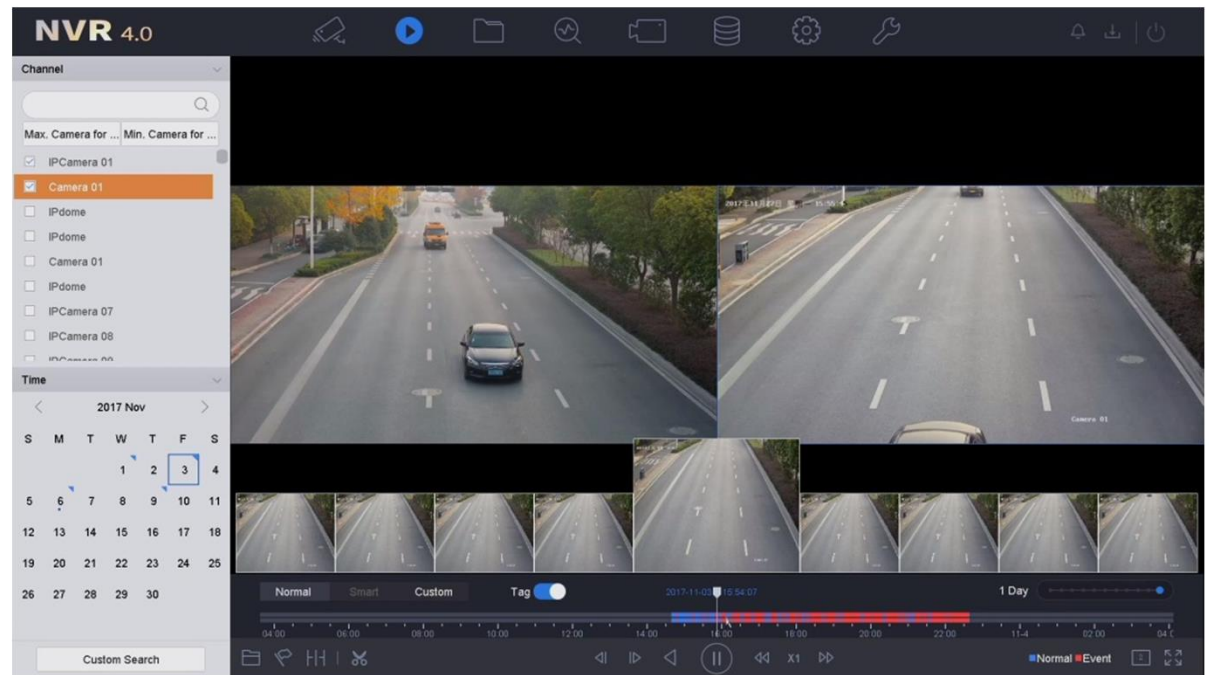 NVR 4.0
Channel
Max. Camera for ... Min. Camera for ...
IPCamera 01
Camera 01
IPdome
IPdome
Camera 01
IPdome
IPCamera 07
IPCamera 08
Time
2017 Nov
S M T W T F S
1 2 3 4
5 6 7 8 9 10 11
12 13 14 15 16 17 18
19 20 21 22 23 24 25
26 27 28 29 30
Custom Search
Camera 01
Normal Smart Custom Tag 2017-11-03 15:54:07 1 Day
04:00 06:00 08:00 10:00 12:00 14:00 16:00 18:00 20:00 22:00 11-4 02:00
X1 Normal Event